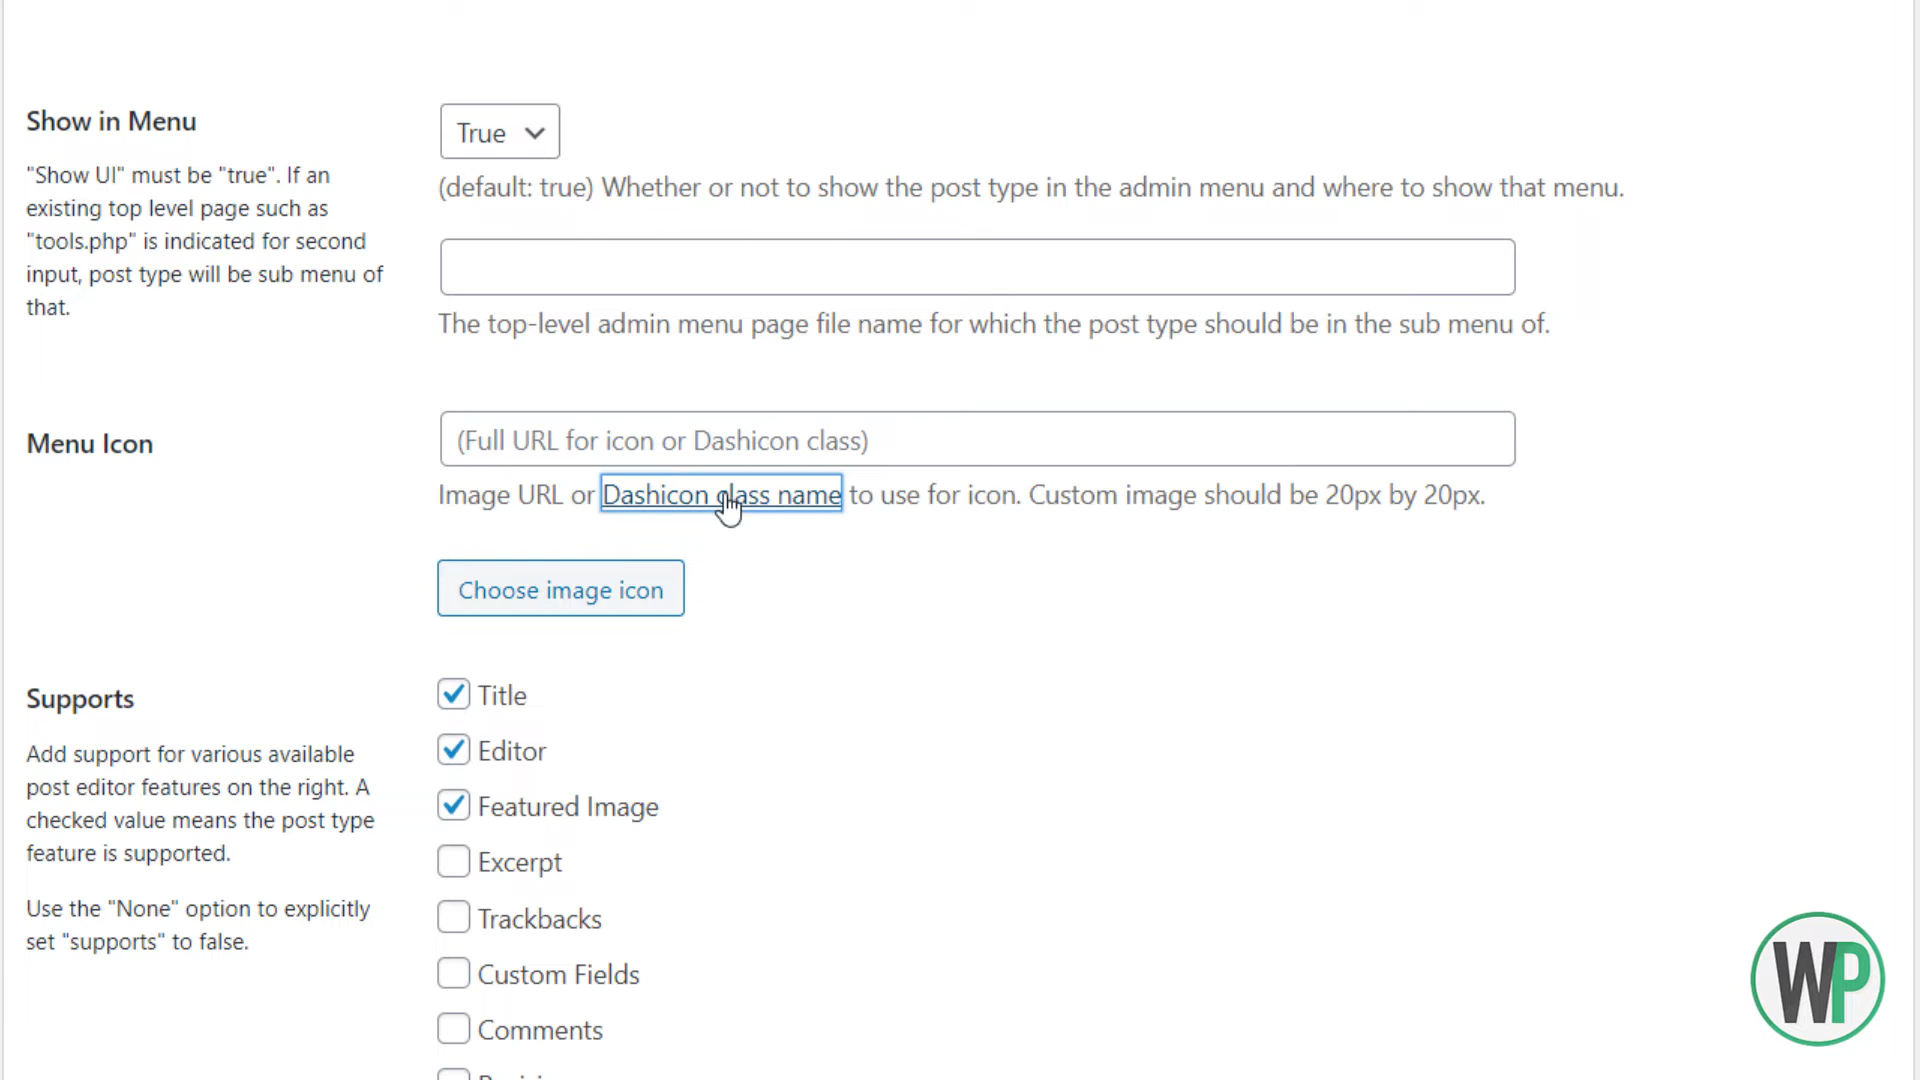 Show in Menu
"Show UI" must be "true". If an
existing top level page such as
"tools.php" is indicated for second
input, post type will be sub menu of
that.
True
(default: true) Whether or not to show the post type in the admin menu and where to show that menu.
The top-level admin menu page file name for which the post type should be in the sub menu of.
Menu Icon
(Full URL for icon or Dashicon class)
Image URL or Dashicon class name to use for icon. Custom image should be 20px by 20px.
Choose image icon
Supports
Add support for various available
post editor features on the right. A
checked value means the post type
feature is supported.
Use the "None" option to explicitly
set "supports" to false.
Title
Editor
Featured Image
Excerpt
Trackbacks
Custom Fields
Comments
WP